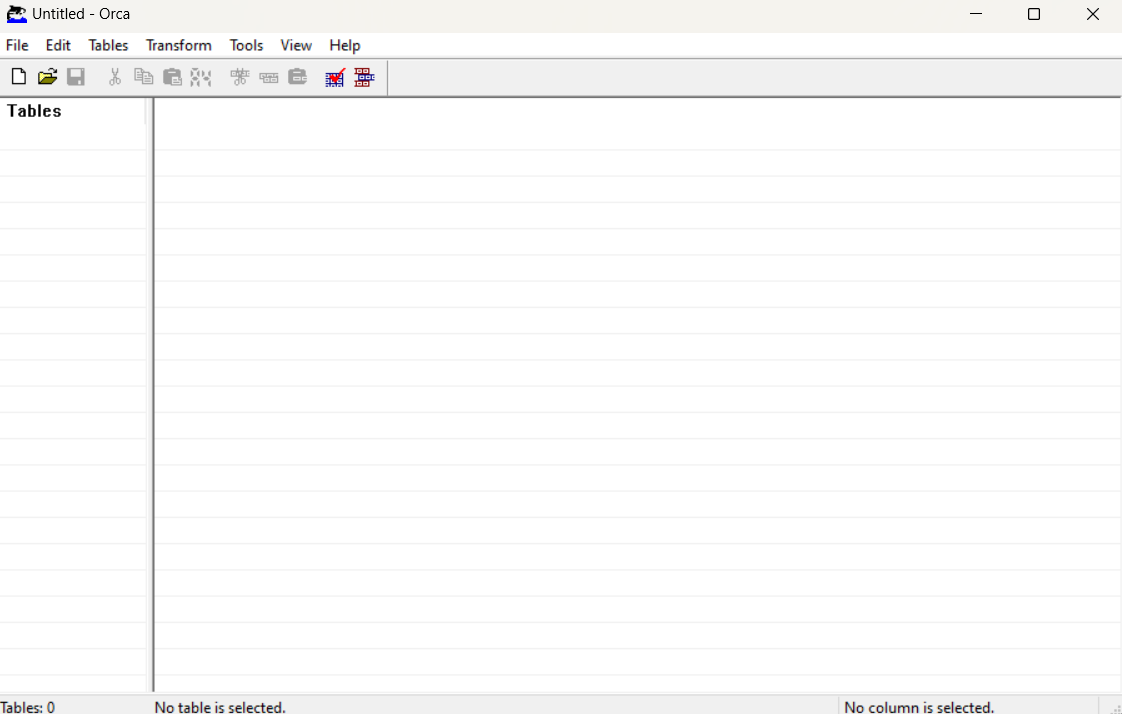 Untitled - Orca
File Edit Tables Transform Tools View Help
Tables
Tables: 0 No table is selected. No column is selected.